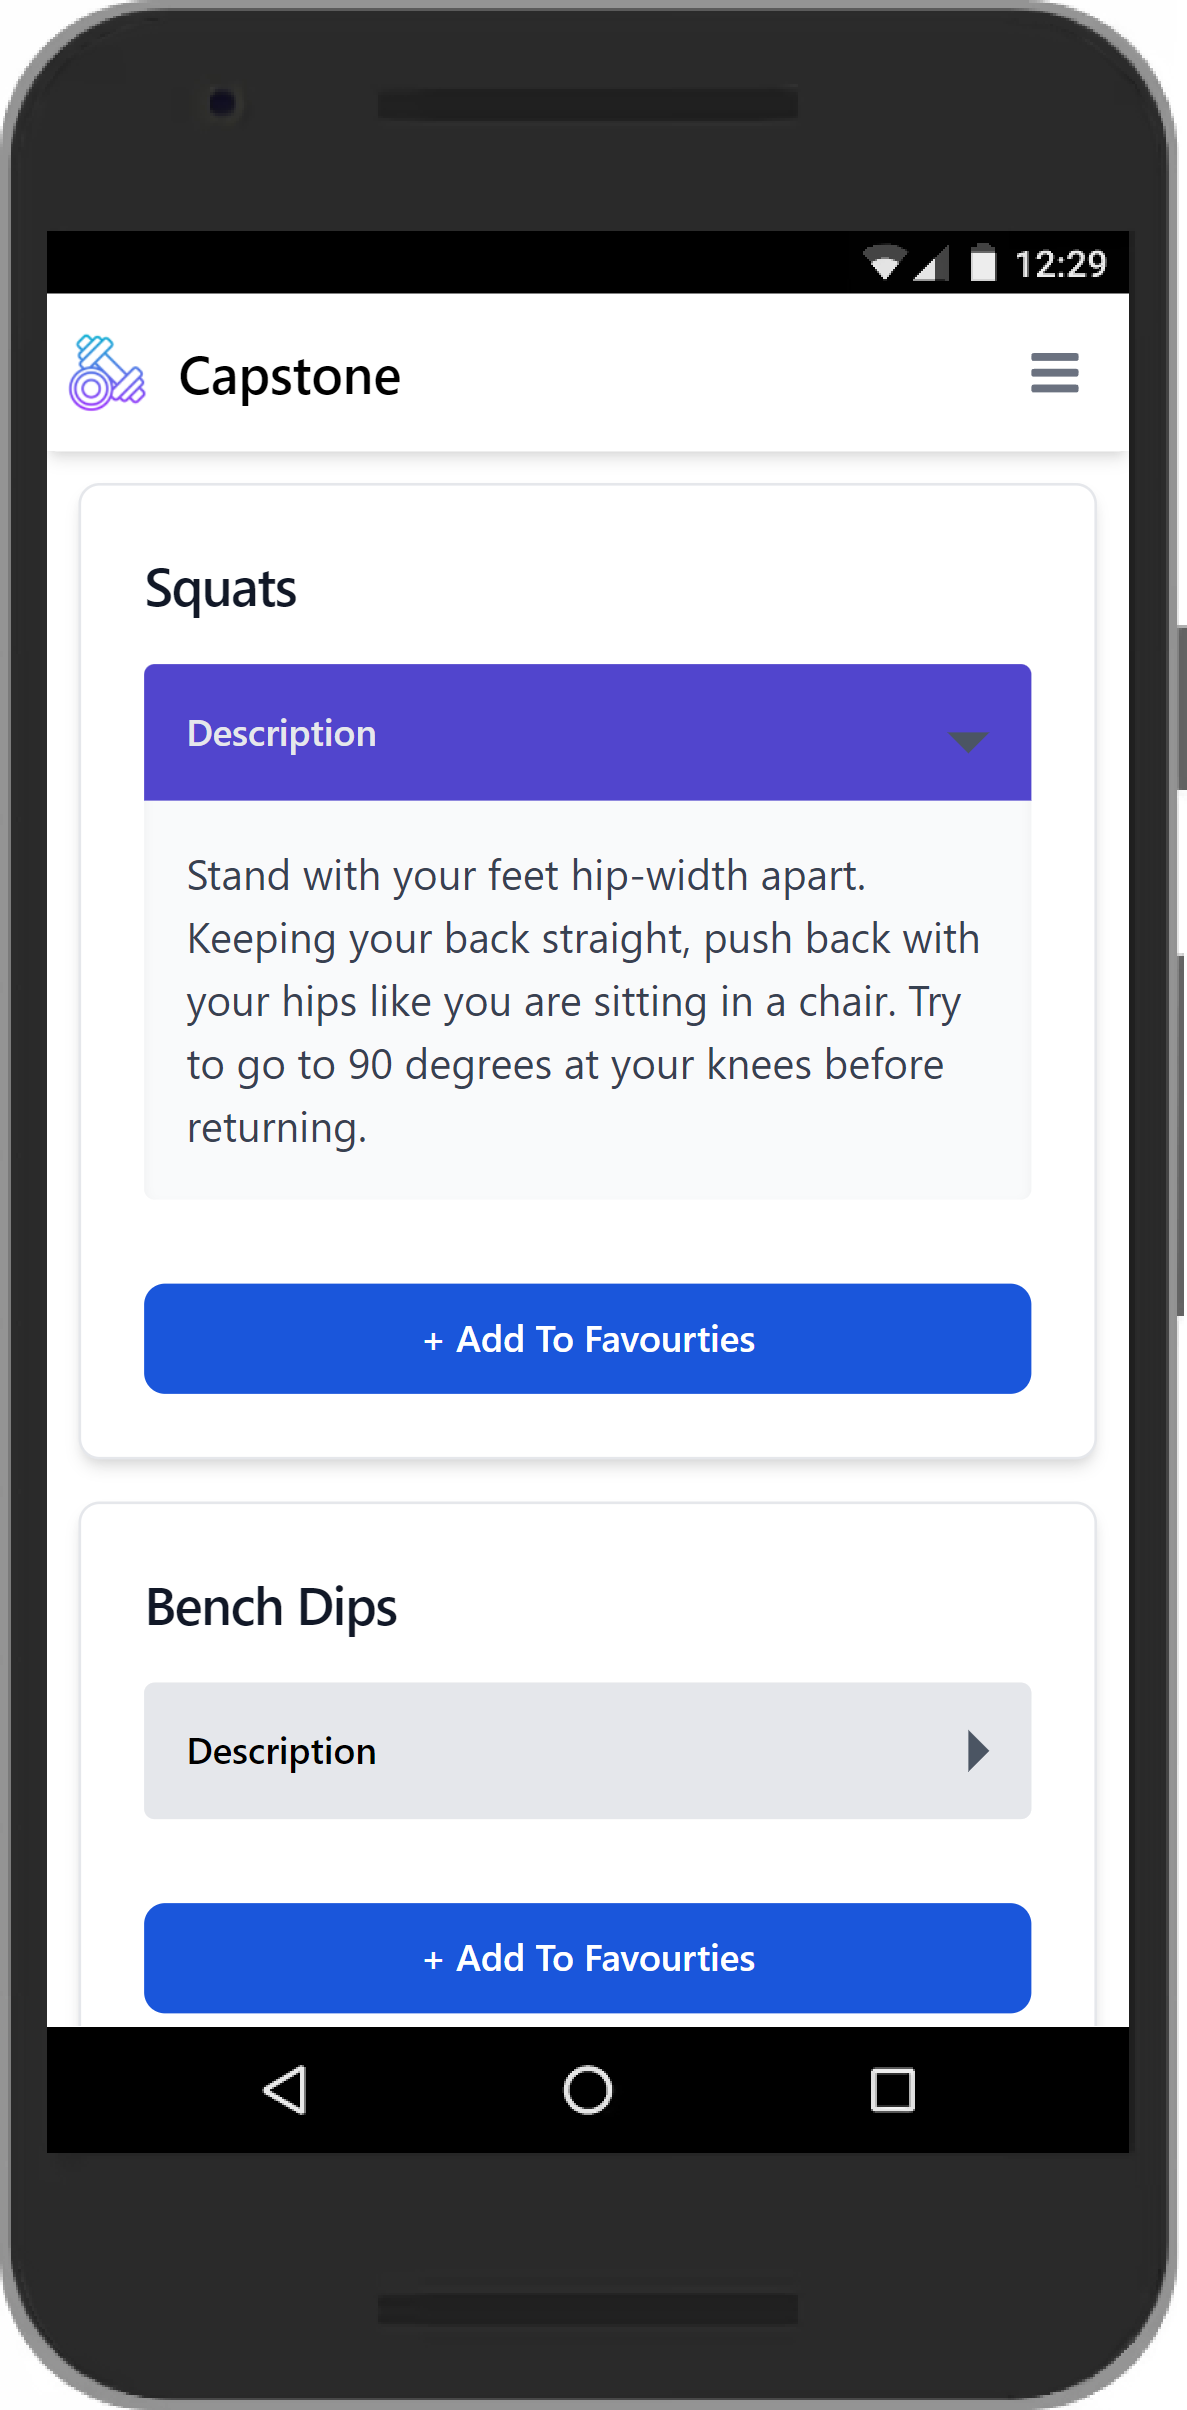 12:29
Capstone
Squats
Description
Stand with your feet hip-width apart.
Keeping your back straight, push back with
your hips like you are sitting in a chair. Try
to go to 90 degrees at your knees before
returning.
+ Add To Favourties
Bench Dips
Description
+ Add To Favourties